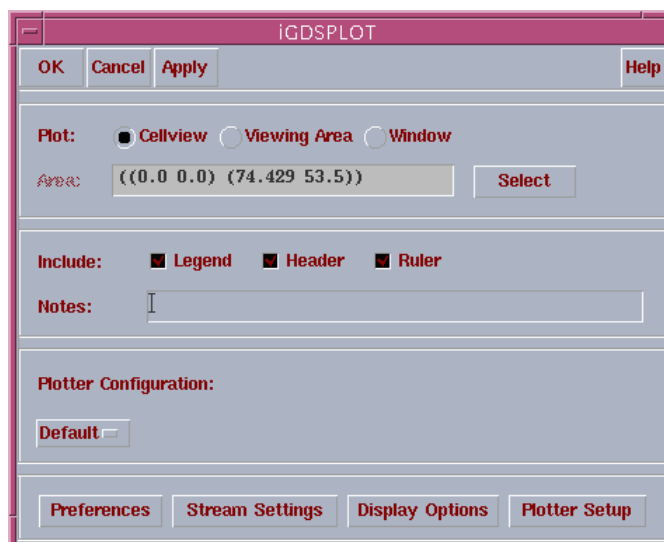 iGDSPLOT
OK Cancel Apply Help
Plot: Cellview Viewing Area Window
Area: ((0.0 0.0) (74.429 53.5)) Select
Include: Legend Header Ruler
Notes:
Plotter Configuration:
Default
Preferences Stream Settings Display Options Plotter Setup